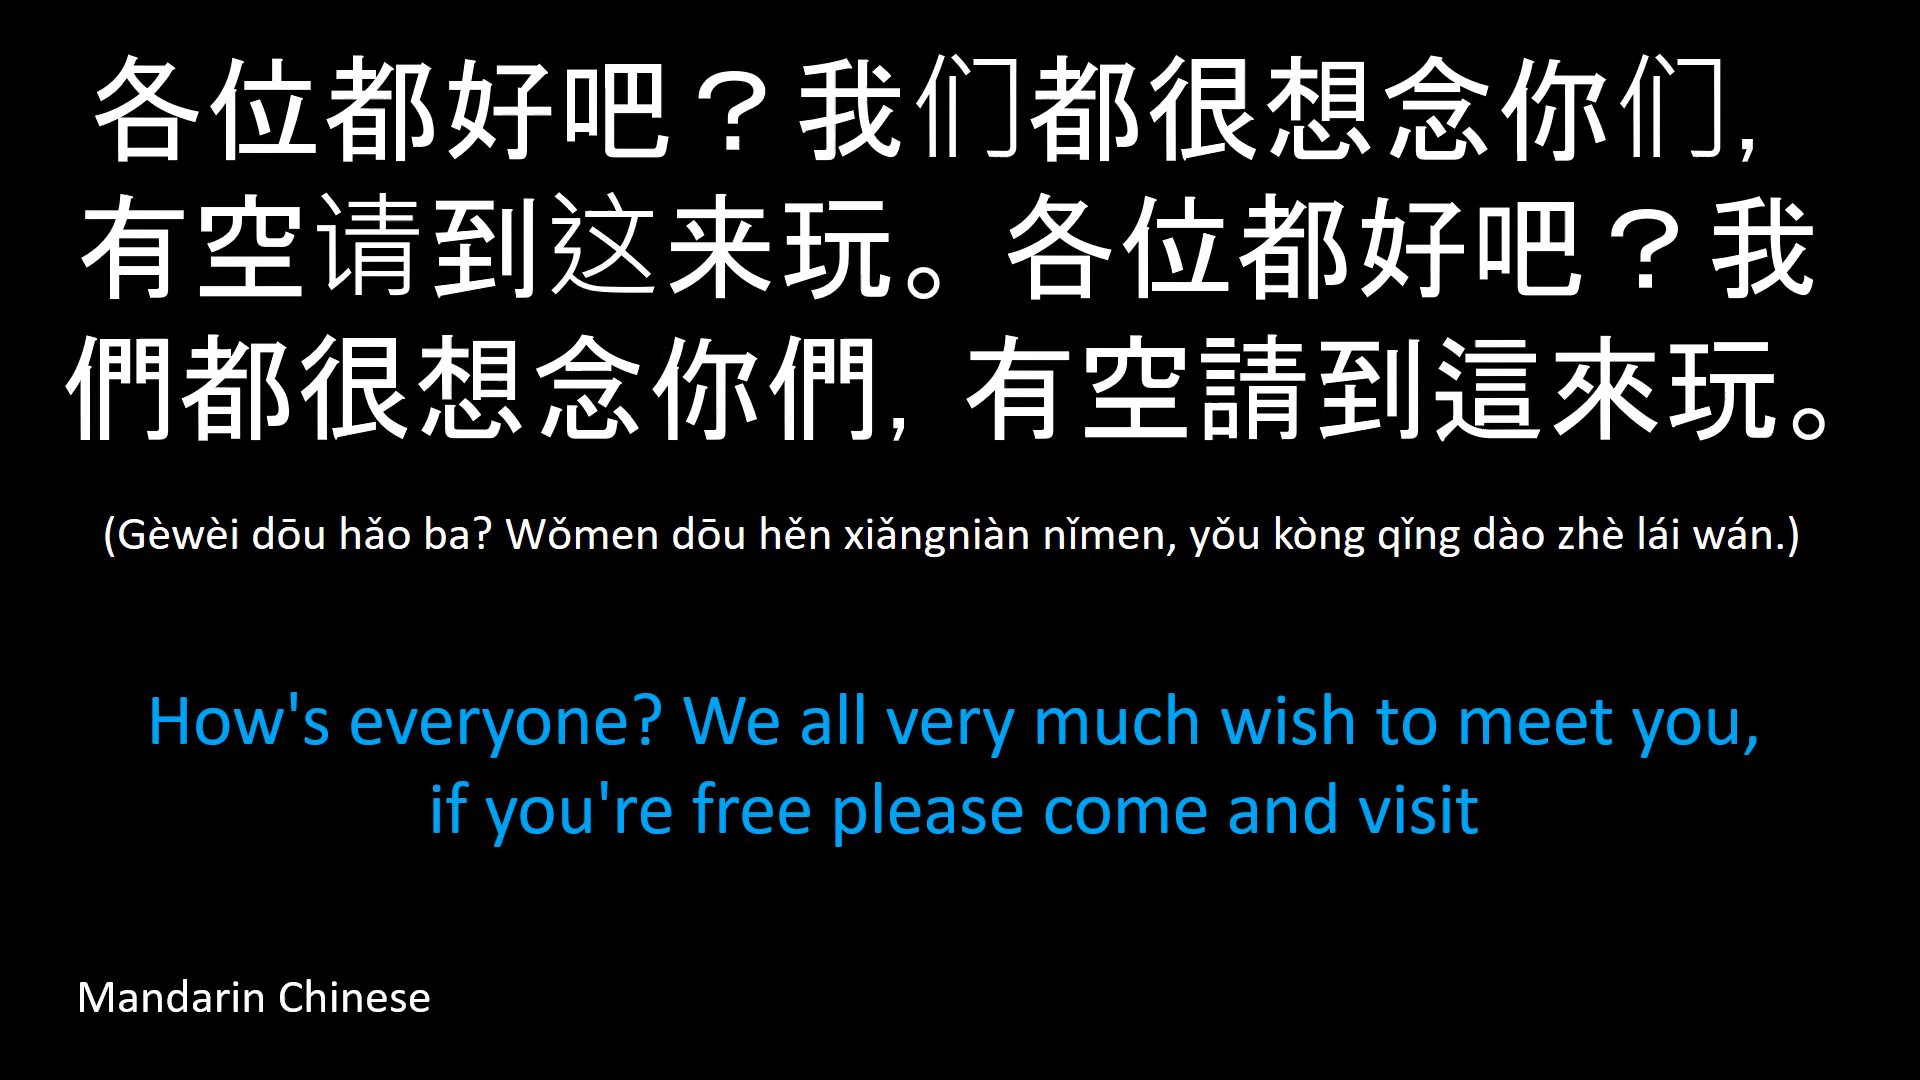 各位都好吧？我们都很想念你们,
有空请到这来玩。各位都好吧？我
們都很想念你們, 有空請到這來玩。
(Gèwèi dōu hǎo ba? Wǒmen dōu hěn xiǎngniàn nǐmen, yǒu kòng qǐng dào zhè lái wán.)
How's everyone? We all very much wish to meet you,
if you're free please come and visit
Mandarin Chinese